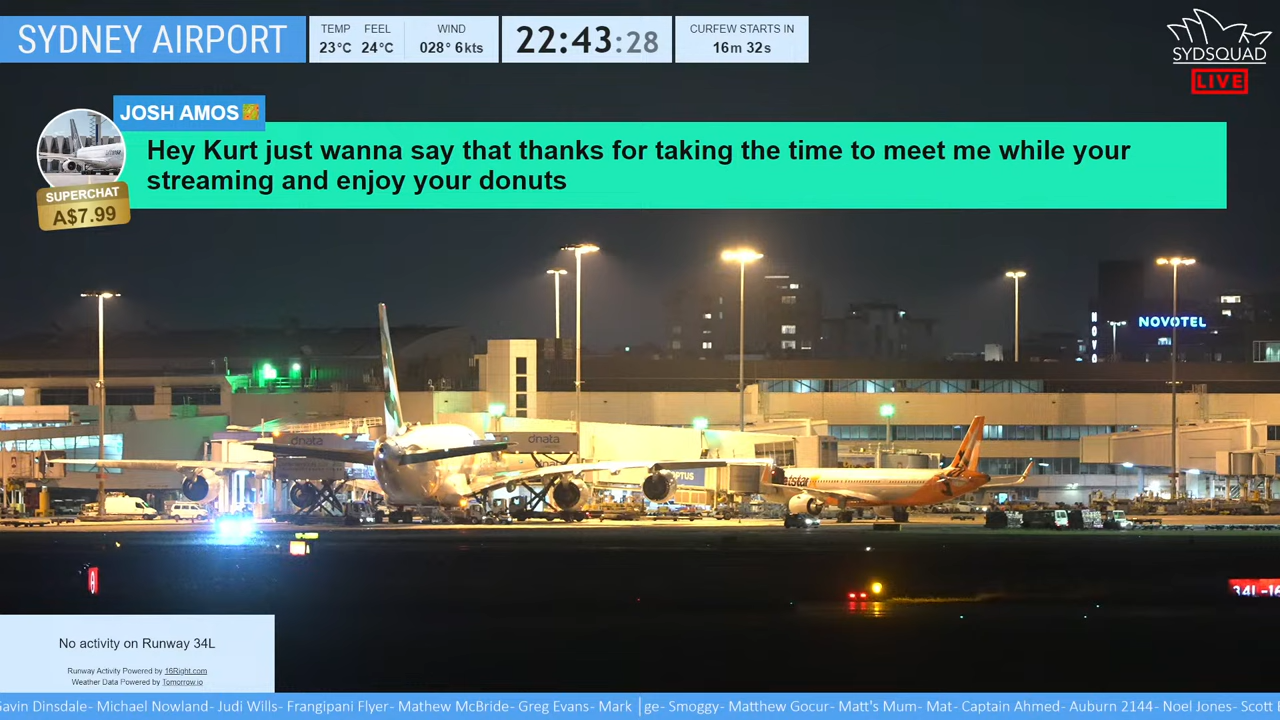 SYDNEY AIRPORT
TEMP FEEL WIND
23°C 24°C 028° 6kts
22:43:28
CURFEW STARTS IN
16m 32s
SYDSQUAD
LIVE
JOSH AMOS
Hey Kurt just wanna say that thanks for taking the time to meet me while your
streaming and enjoy your donuts
SUPERCHAT
A$7.99
NOVOTEL
NOVO
dnata
dnata
34L-16
No activity on Runway 34L
Runway Activity Powered by 16Right.com
Weather Data Powered by Tomorrow.io
Gavin Dinsdale- Michael Nowland- Judi Wills- Frangipani Flyer- Mathew McBride- Greg Evans- Mark |ge- Smoggy- Matthew Gocur- Matt's Mum- Mat- Captain Ahmed- Auburn 2144- Noel Jones- Scott